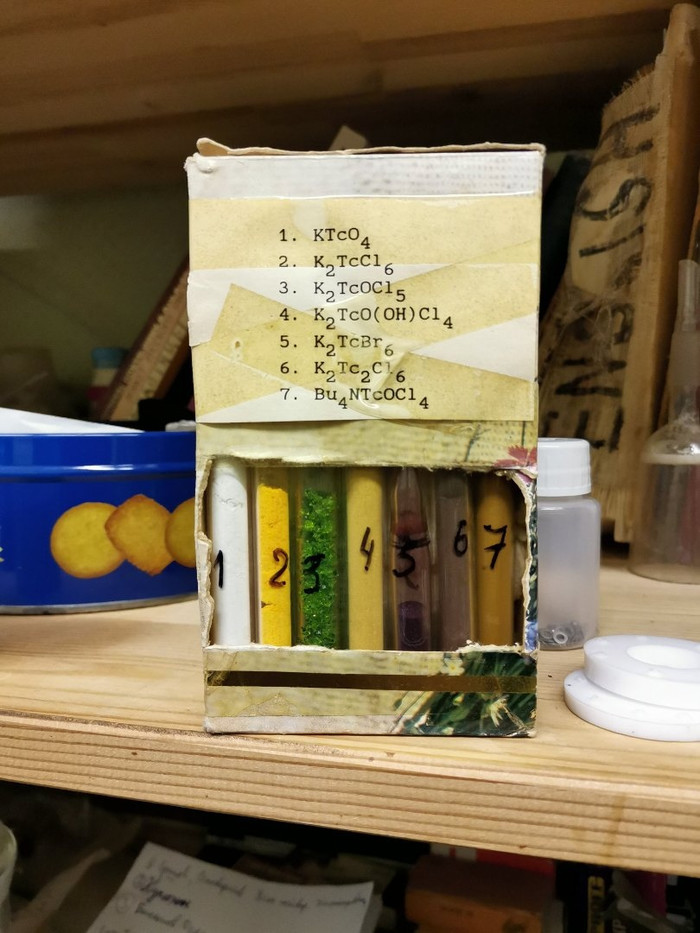 1. KTcO4
2. K2TcCl6
3. K2TcOCl5
4. K2TcO(OH)Cl4
5. K2TcBr6
6. K2Tc2Cl6
7. Bu4NTcOCl4
1 2 3 4 5 6 7